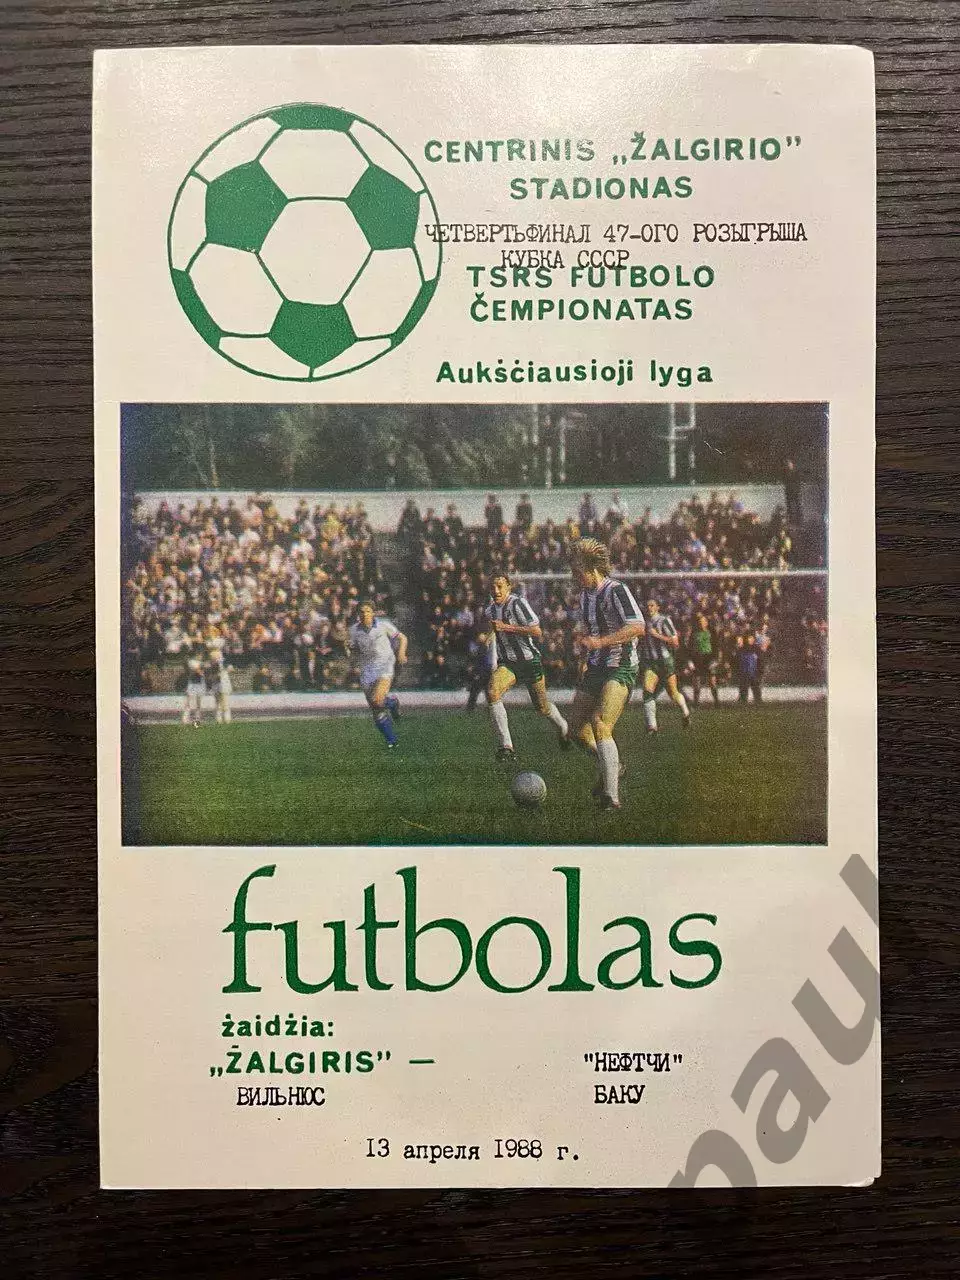 CENTRINIS „ŽALGIRIO”
STADIONAS
ЧЕТВЕРТЬФИНАЛ 47-ОГО РОЗЫГРЫША
КУБКА СССР
TSRS FUTBOLO
ČEMPIONATAS
Aukščiausioji lyga
futbolas
žaidžia:
„ŽALGIRIS” — "НЕФТЧИ"
ВИЛЬНЮС БАКУ
13 апреля 1988 г.
paul